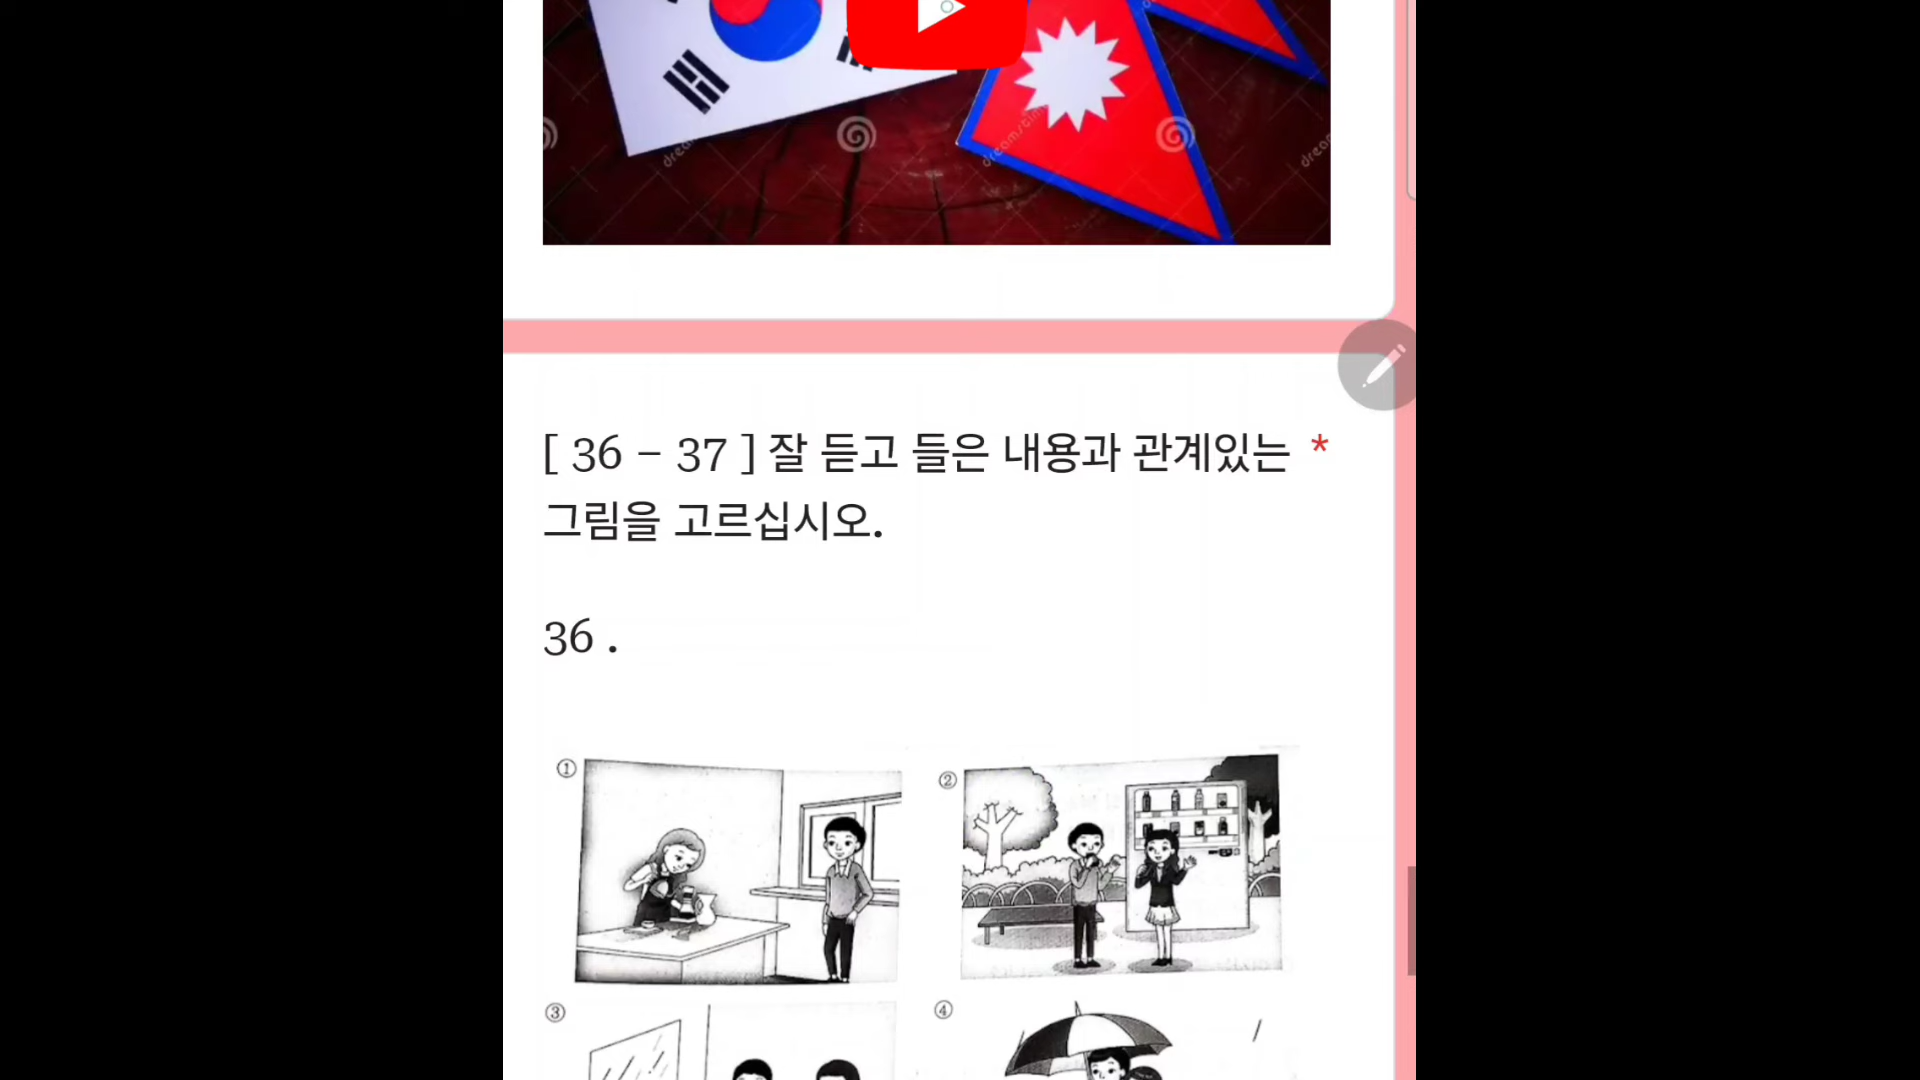 [ 36 – 37 ] 잘 듣고 들은 내용과 관계있는 *
그림을 고르십시오.
36 .
① ②
③ ④